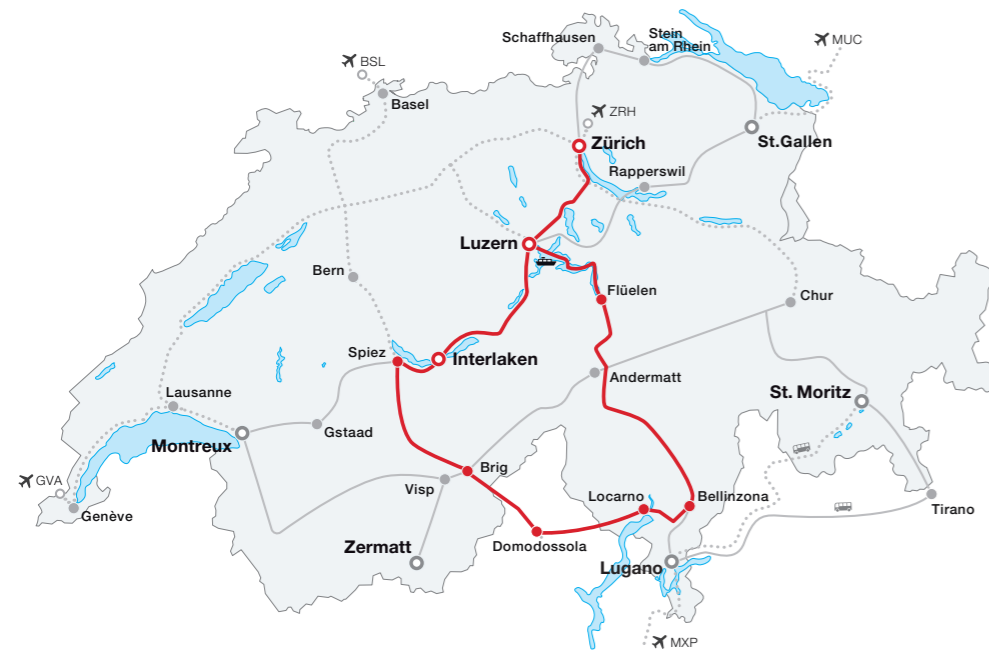 Schaffhausen
Stein
am Rhein
MUC
BSL
Basel
ZRH
Zürich
St.Gallen
Rapperswil
Luzern
Bern
Flüelen
Chur
Spiez
Interlaken
Andermatt
Lausanne
St. Moritz
Gstaad
Montreux
Brig
GVA
Visp
Locarno
Bellinzona
Genève
Tirano
Zermatt
Domodossola
Lugano
MXP